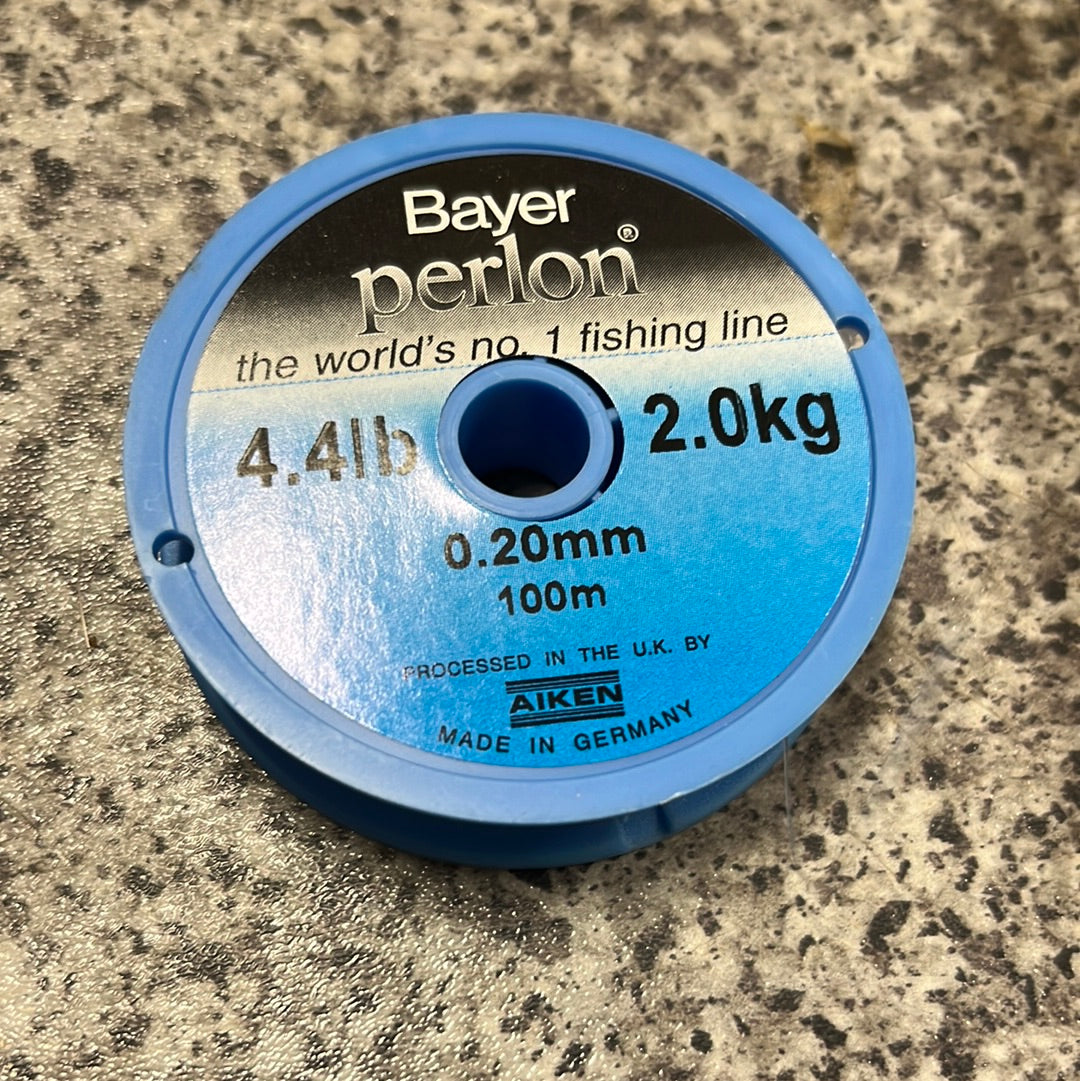 Bayer
perlon®
the world's no. 1 fishing line
4.4lb 2.0kg
0.20mm
100m
PROCESSED IN THE U.K. BY
AIKEN
MADE IN GERMANY